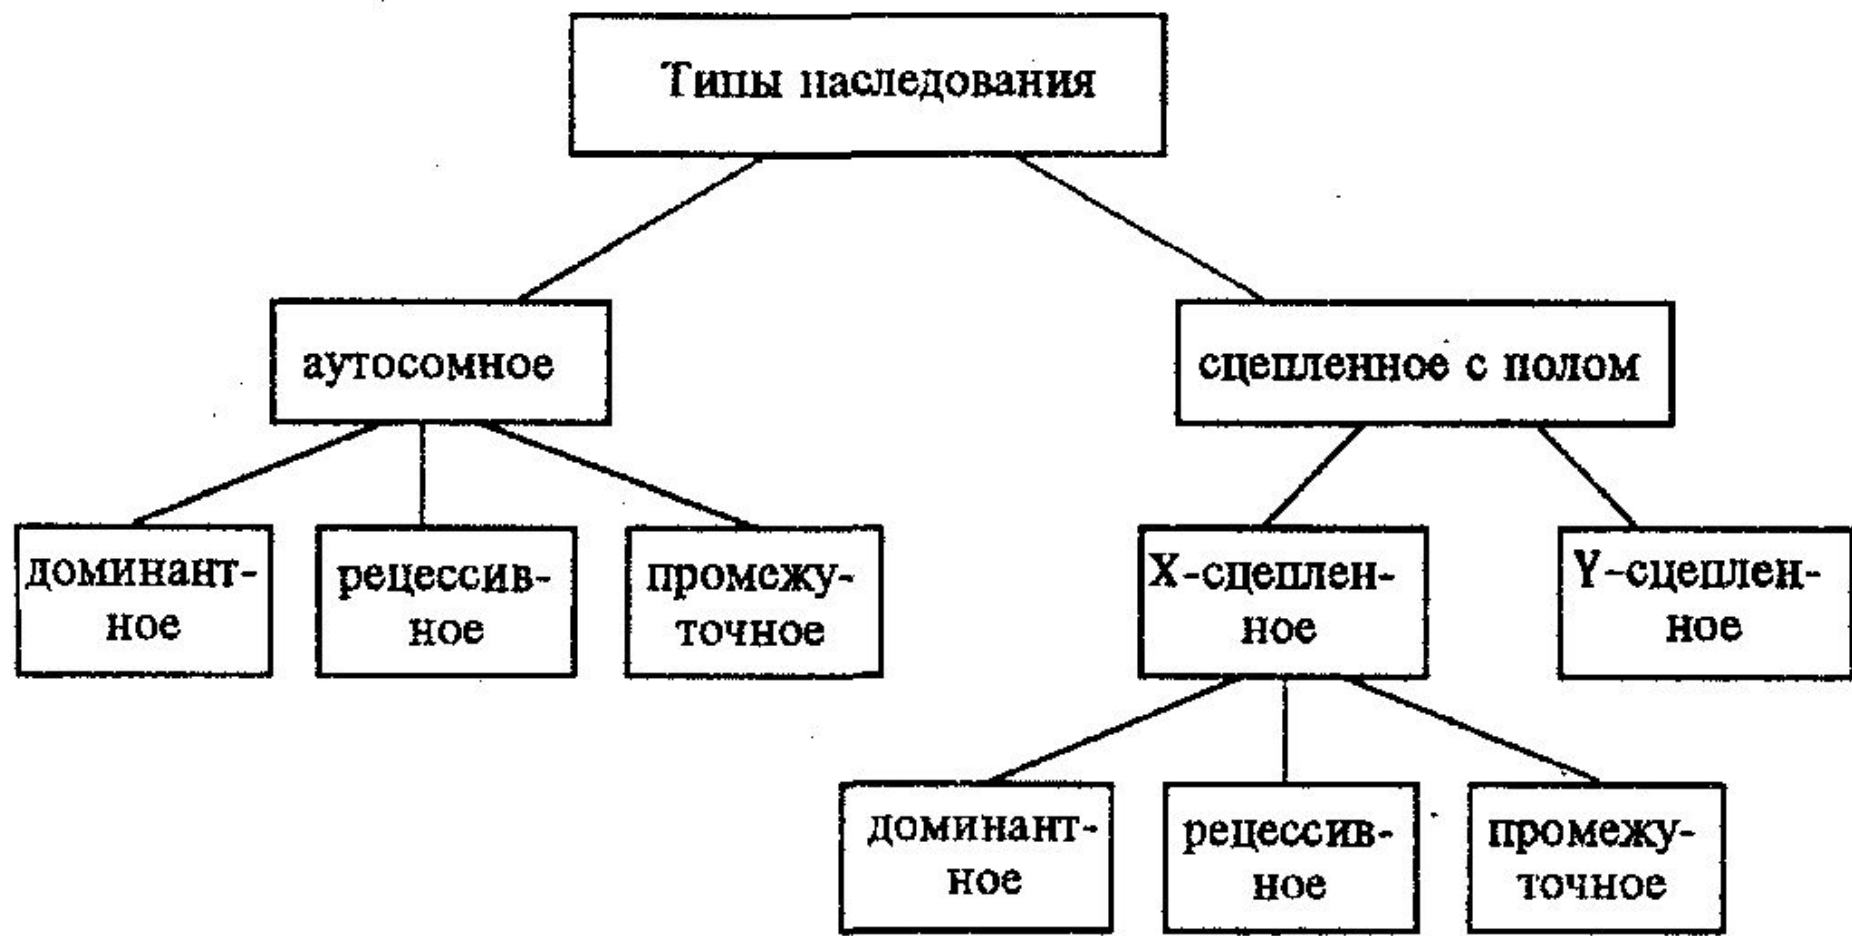 Типы наследования
аутосомное
сцепленное с полом
доминант-
ное
рецессив-
ное
промежу-
точное
X-сцеплен-
ное
Y-сцеплен-
ное
доминант-
ное
рецессив-
ное
промежу-
точное